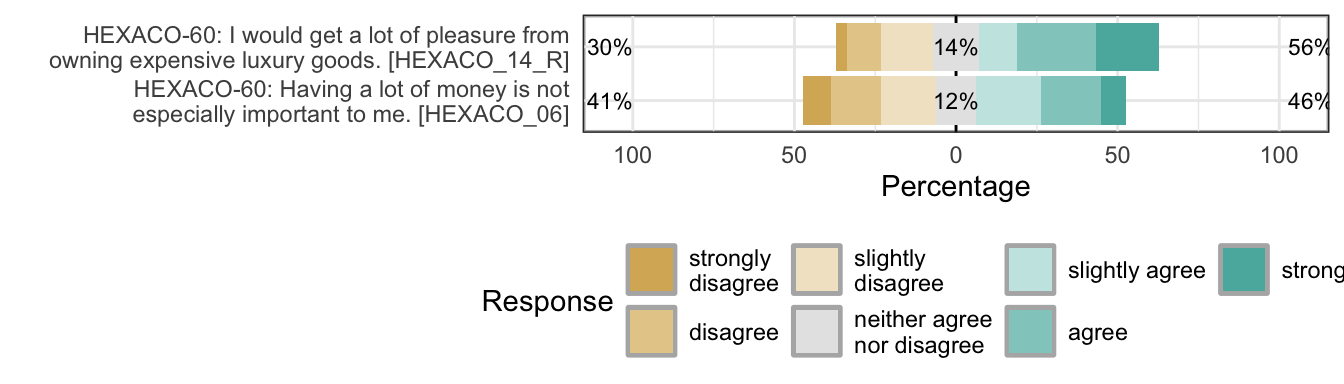 HEXACO-60: I would get a lot of pleasure from
owning expensive luxury goods. [HEXACO_14_R]
30%
14%
56%
HEXACO-60: Having a lot of money is not
especially important to me. [HEXACO_06]
41%
12%
46%
100
50
0
50
100
Percentage
Response
strongly
disagree
disagree
slightly
disagree
neither agree
nor disagree
slightly agree
agree
strong